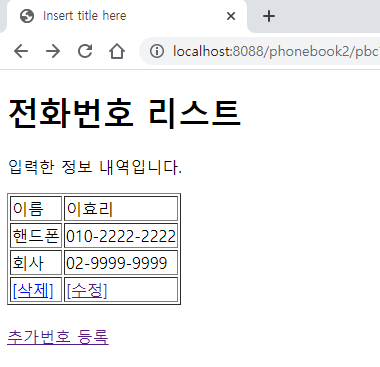 Insert title here
localhost:8088/phonebook2/pbc
전화번호 리스트
입력한 정보 내역입니다.
이름 이효리
핸드폰 010-2222-2222
회사 02-9999-9999
[삭제] [수정]
추가번호 등록